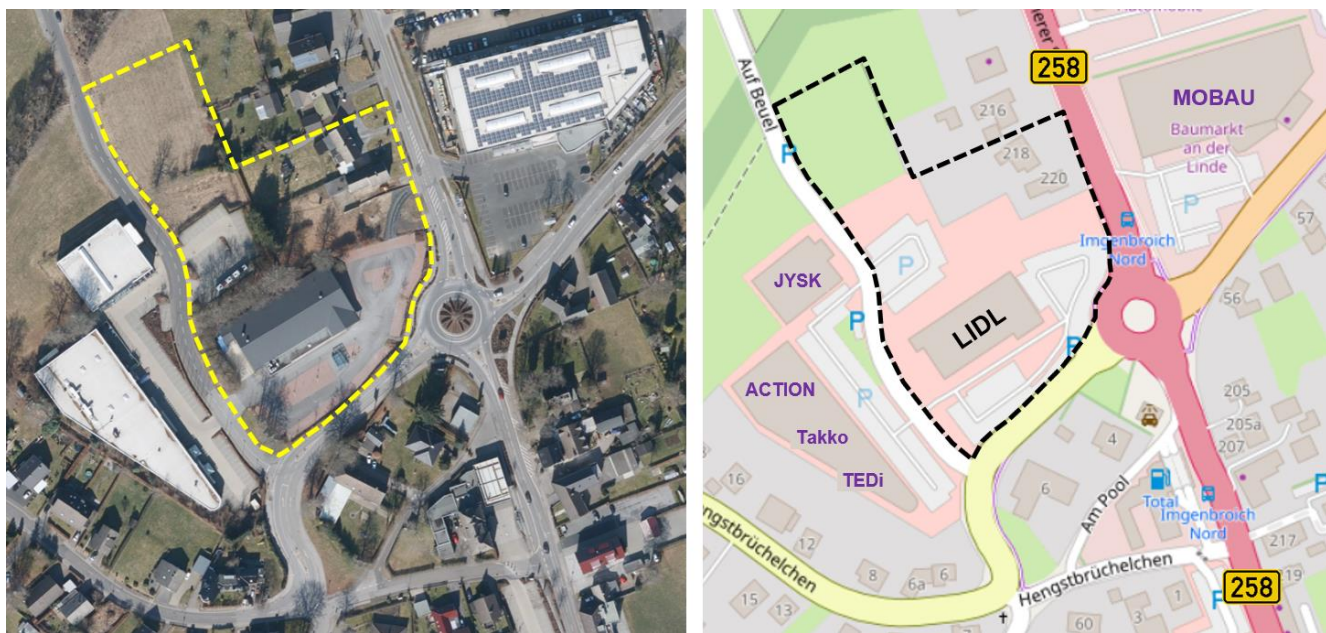 Automobile
258
MOBAU
Baumarkt
an der
Linde
Auf Beuel
P
216
218
220
P
57
Imgenbroich
Nord
JYSK
P
P
56
LIDL
P
ACTION
P
Takko
TEDi
205
205a
207
4
16
6
Am Pool
Total
Imgenbroich
Nord
P
12
217
8
6a
6
Hengstbrüchelchen
15
13
258
19
P
60
3
1
7